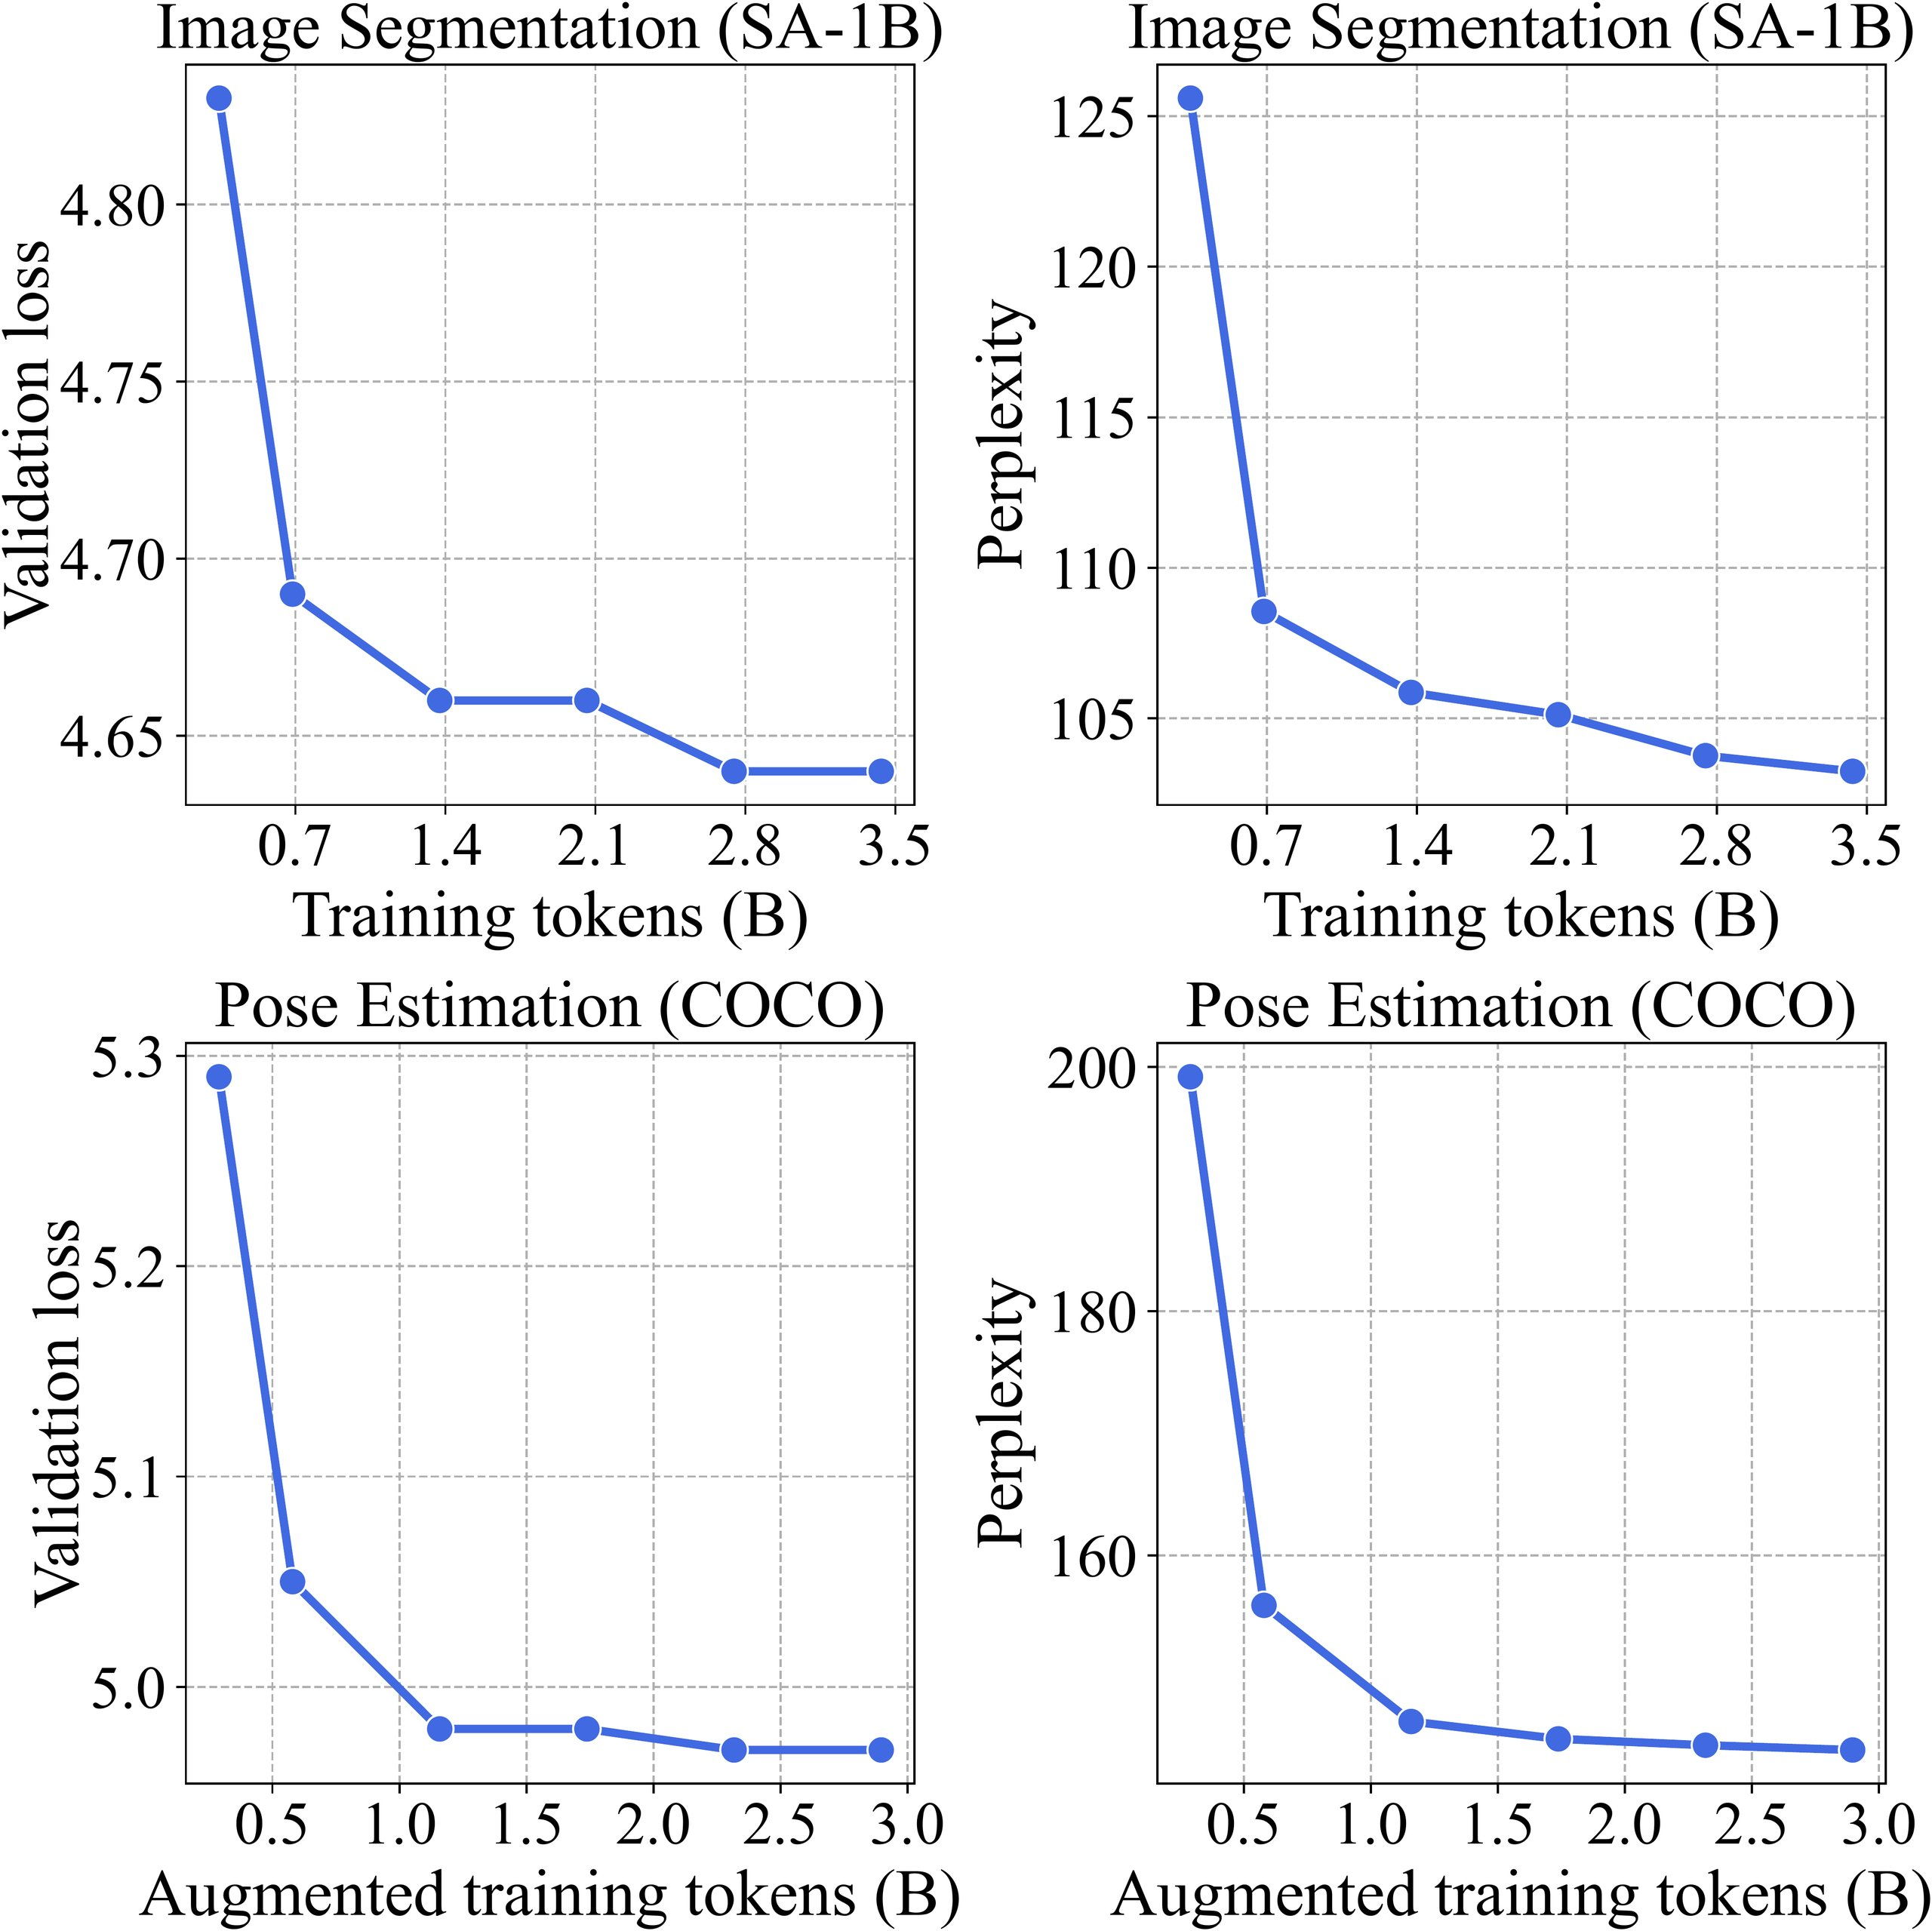 Image Segmentation (SA-1B)
Validation loss
4.80
4.75
4.70
4.65
0.7 1.4 2.1 2.8 3.5
Training tokens (B)
Image Segmentation (SA-1B)
Perplexity
125
120
115
110
105
0.7 1.4 2.1 2.8 3.5
Training tokens (B)
Pose Estimation (COCO)
Validation loss
5.3
5.2
5.1
5.0
0.5 1.0 1.5 2.0 2.5 3.0
Augmented training tokens (B)
Pose Estimation (COCO)
Perplexity
200
180
160
0.5 1.0 1.5 2.0 2.5 3.0
Augmented training tokens (B)